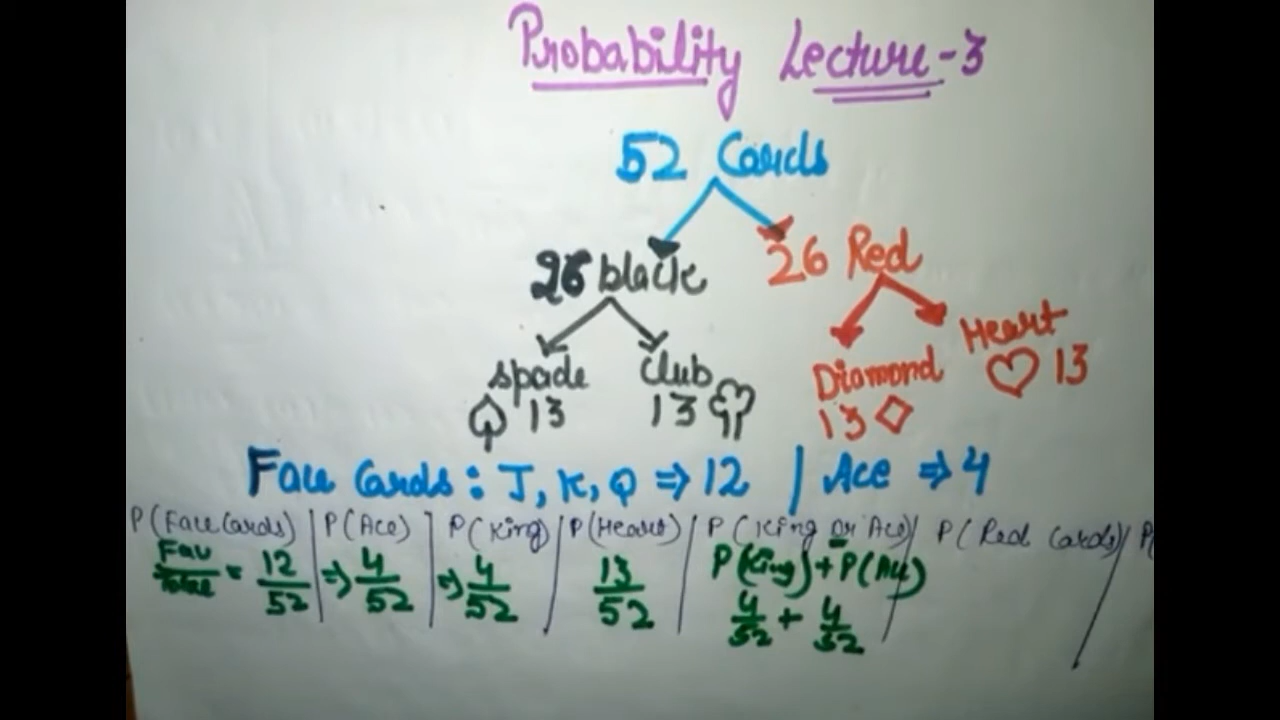 Probability Lecture-3
52 Cards
26 black
26 Red
Spade
13
Club
13
Diamond
13
Heart
13
Face Cards: J, K, Q ⇒ 12 | Ace ⇒ 4
P(Face Cards) | P(Ace) | P(King) | P(Heart) | P(King or Ace) | P(Red Cards) | P(
Fav/Total = 12/52 | ⇒ 4/52 | ⇒ 4/52 | 13/52 | P(King) + P(Ace)
4/52 + 4/52